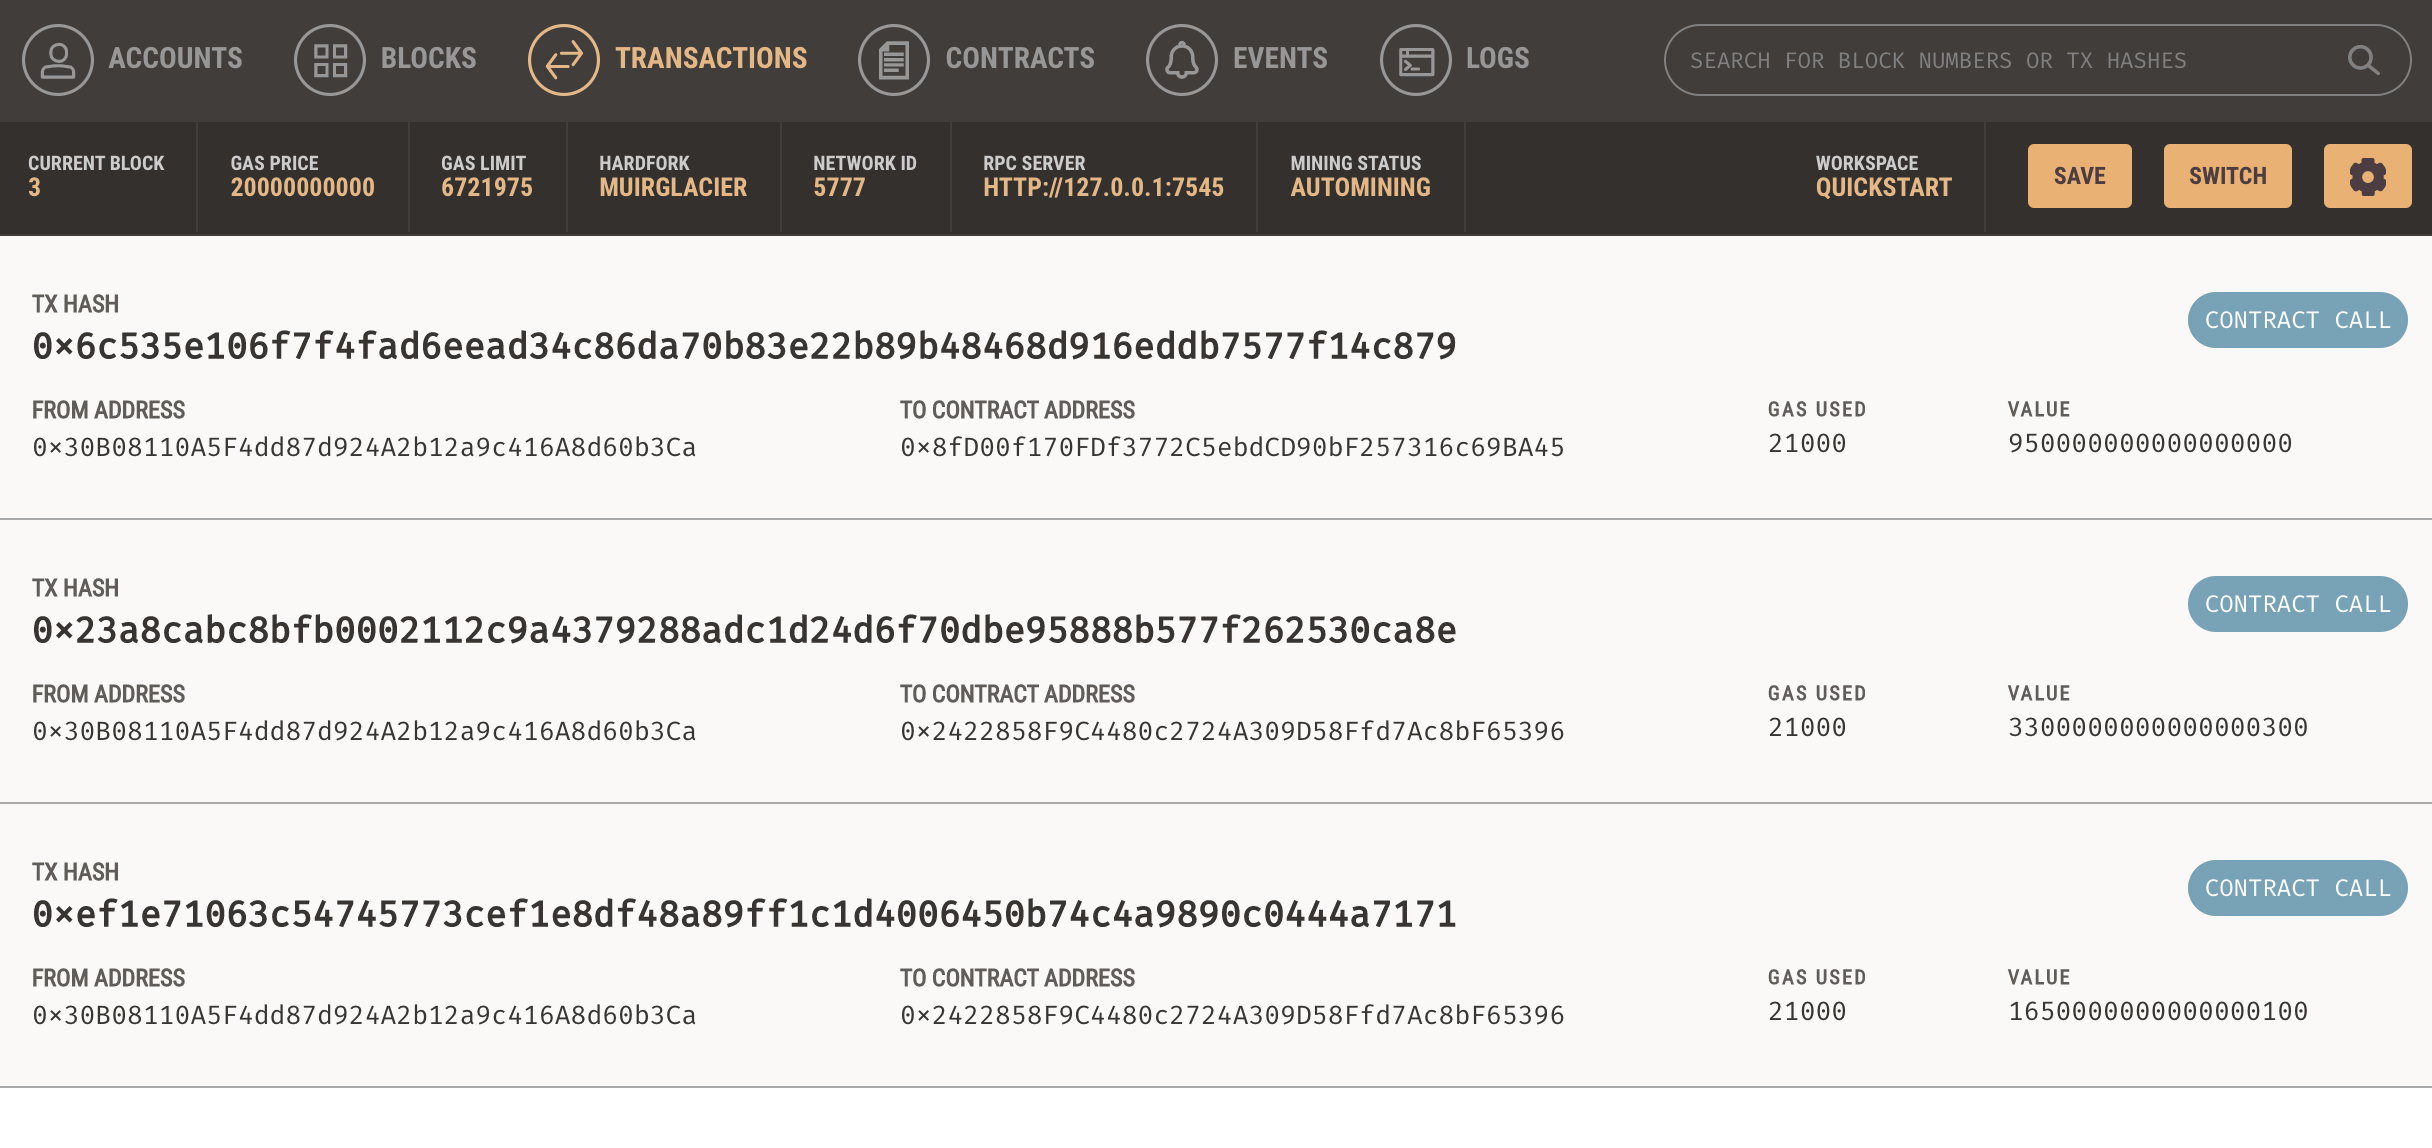 ACCOUNTS BLOCKS TRANSACTIONS CONTRACTS EVENTS LOGS SEARCH FOR BLOCK NUMBERS OR TX HASHES
CURRENT BLOCK GAS PRICE GAS LIMIT HARDFORK NETWORK ID RPC SERVER MINING STATUS WORKSPACE
3 20000000000 6721975 MUIRGLACIER 5777 HTTP://127.0.0.1:7545 AUTOMINING QUICKSTART SAVE SWITCH
TX HASH
0×6c535e106f7f4fad6eead34c86da70b83e22b89b48468d916eddb7577f14c879 CONTRACT CALL
FROM ADDRESS TO CONTRACT ADDRESS GAS USED VALUE
0×30B08110A5F4dd87d924A2b12a9c416A8d60b3Ca 0×8fD00f170FDf3772C5ebdCD90bF257316c69BA45 21000 950000000000000000
TX HASH
0×23a8cabc8bfb0002112c9a4379288adc1d24d6f70dbe95888b577f262530ca8e CONTRACT CALL
FROM ADDRESS TO CONTRACT ADDRESS GAS USED VALUE
0×30B08110A5F4dd87d924A2b12a9c416A8d60b3Ca 0×2422858F9C4480c2724A309D58Ffd7Ac8bF65396 21000 3300000000000000300
TX HASH
0×ef1e71063c54745773cef1e8df48a89ff1c1d4006450b74c4a9890c0444a7171 CONTRACT CALL
FROM ADDRESS TO CONTRACT ADDRESS GAS USED VALUE
0×30B08110A5F4dd87d924A2b12a9c416A8d60b3Ca 0×2422858F9C4480c2724A309D58Ffd7Ac8bF65396 21000 1650000000000000100